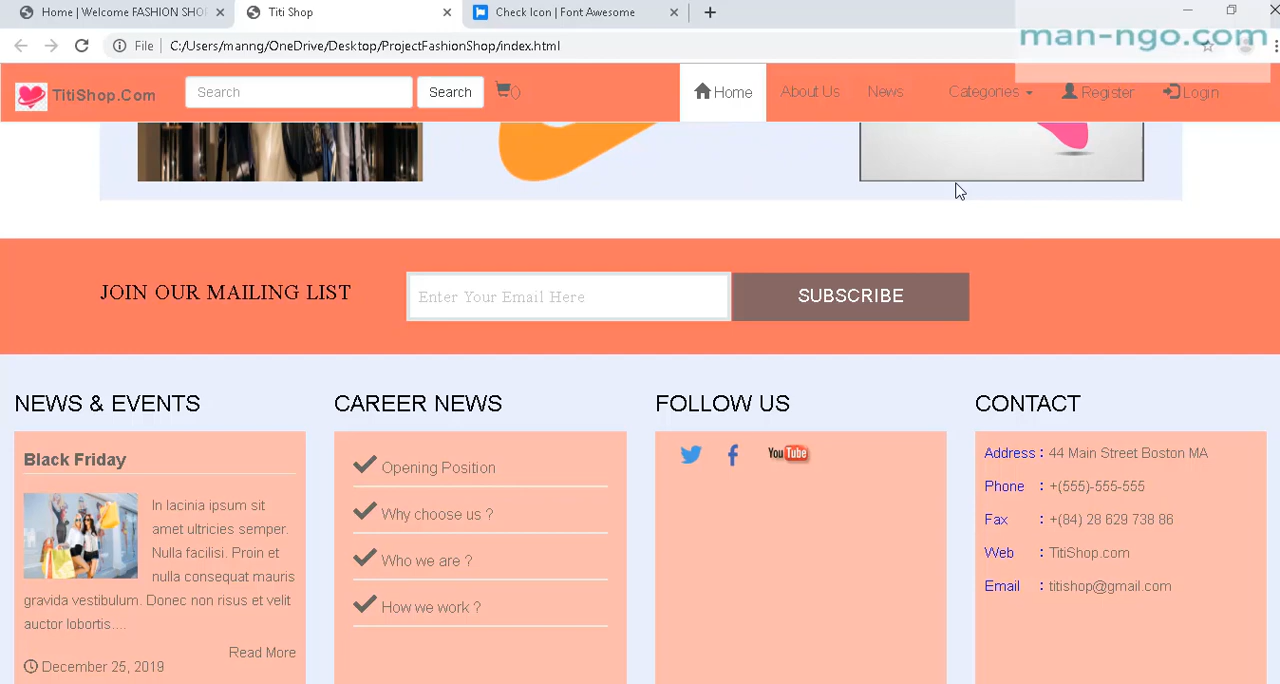 Home | Welcome FASHION SHO
Titi Shop
Check Icon | Font Awesome
File
C:/Users/manng/OneDrive/Desktop/ProjectFashionShop/index.html
man-ngo.com
TitiShop.Com
Search
Search
0
Home
About Us
News
Categories
Register
Login
JOIN OUR MAILING LIST
Enter Your Email Here
SUBSCRIBE
NEWS & EVENTS
Black Friday
In lacinia ipsum sit
amet ultricies semper.
Nulla facilisi. Proin et
nulla consequat mauris
gravida vestibulum. Donec non risus et velit
auctor lobortis....
Read More
December 25, 2019
CAREER NEWS
Opening Position
Why choose us ?
Who we are ?
How we work ?
FOLLOW US
You Tube
CONTACT
Address : 44 Main Street Boston MA
Phone : +(555)-555-555
Fax : +(84) 28 629 738 86
Web : TitiShop.com
Email : titishop@gmail.com